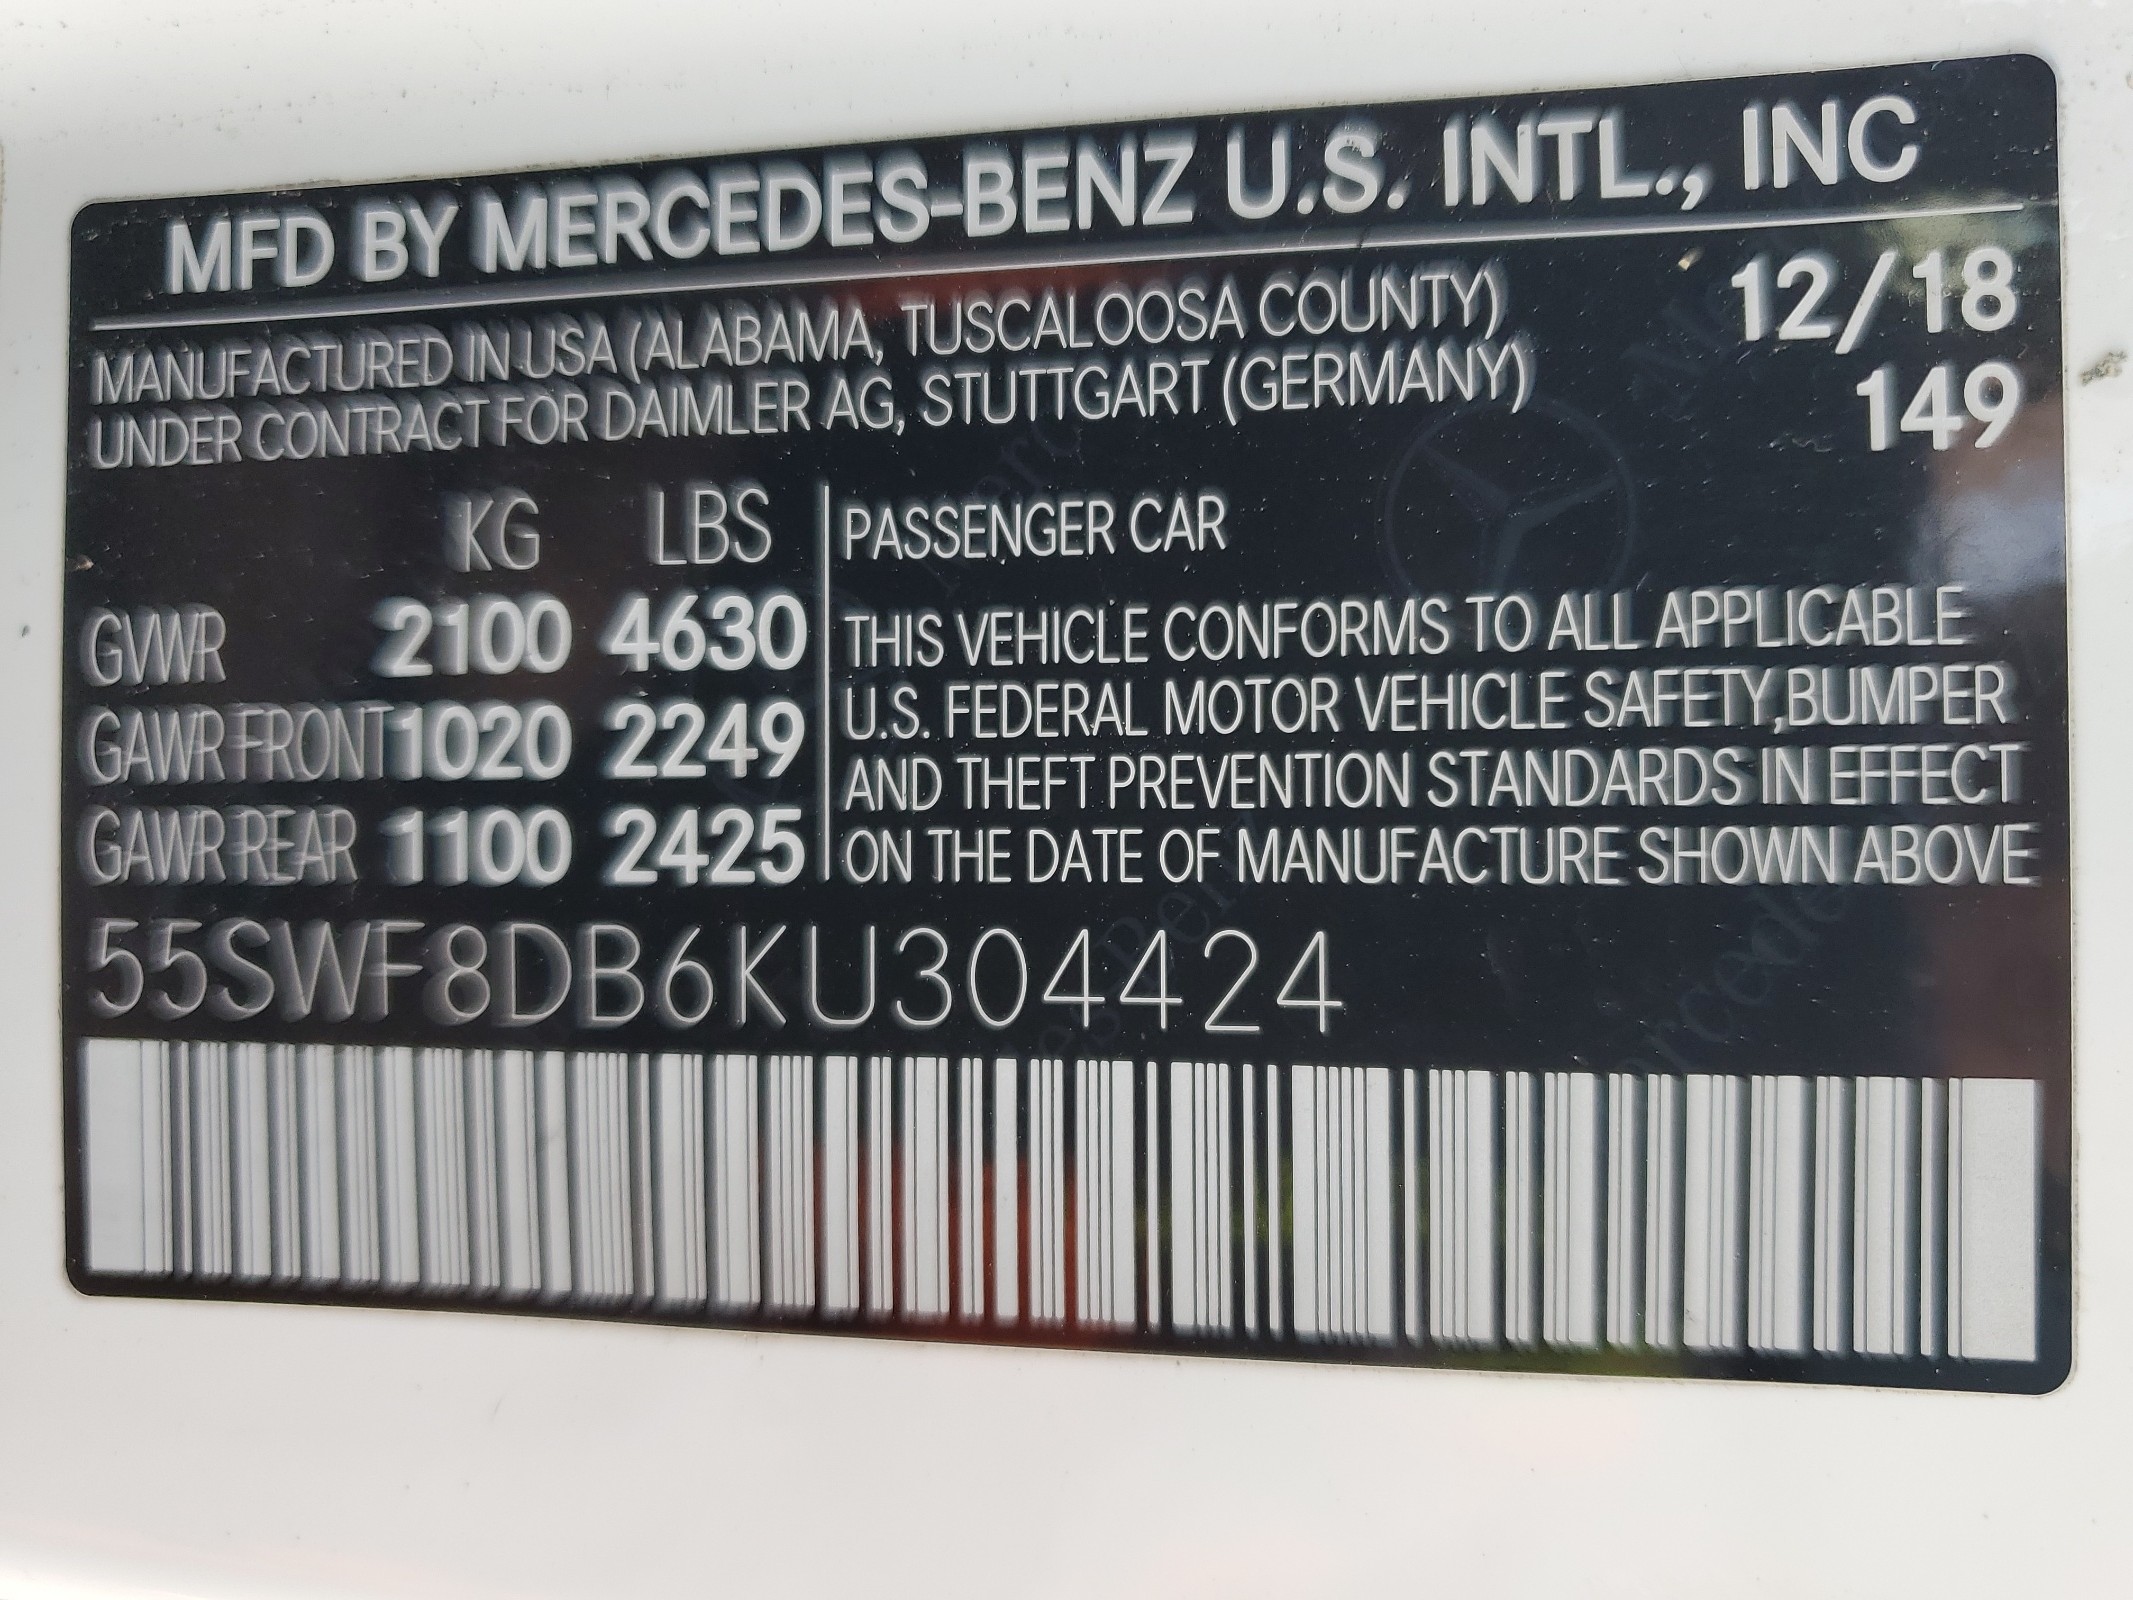 MFD BY MERCEDES-BENZ U.S. INTL., INC
MANUFACTURED IN USA (ALABAMA, TUSCALOOSA COUNTY) 12/18
UNDER CONTRACT FOR DAIMLER AG, STUTTGART (GERMANY) 149
KG LBS
GVWR 2100 4630
GAWR FRONT 1020 2249
GAWR REAR 1100 2425
PASSENGER CAR
THIS VEHICLE CONFORMS TO ALL APPLICABLE
U.S. FEDERAL MOTOR VEHICLE SAFETY,BUMPER
AND THEFT PREVENTION STANDARDS IN EFFECT
ON THE DATE OF MANUFACTURE SHOWN ABOVE
55SWF8DB6KU304424